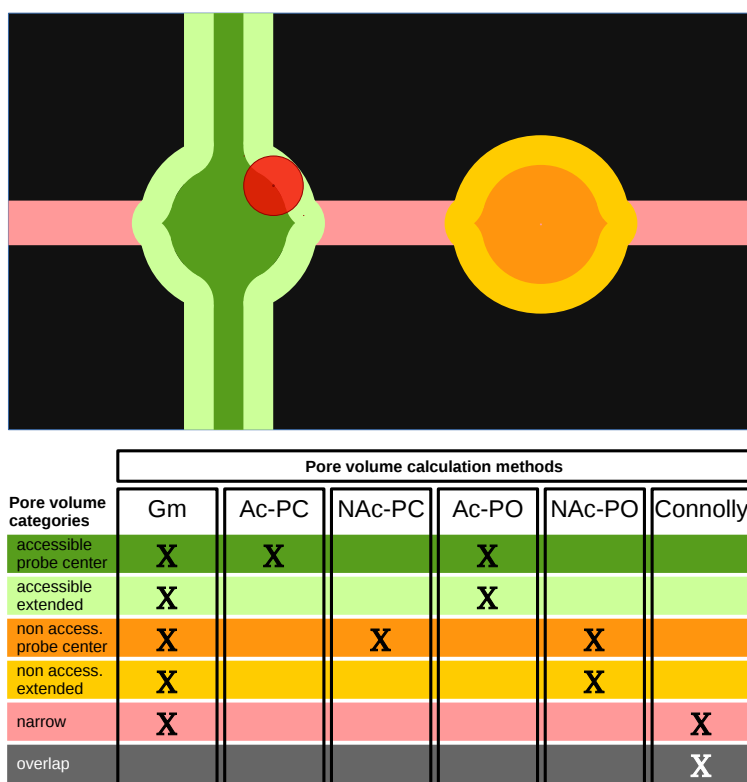 Pore volume calculation methods
Pore volume
categories
Gm Ac-PC NAc-PC Ac-PO NAc-PO Connolly
accessible
probe center X X X
accessible
extended X X
non access.
probe center X X X
non access.
extended X X
narrow X X
overlap X